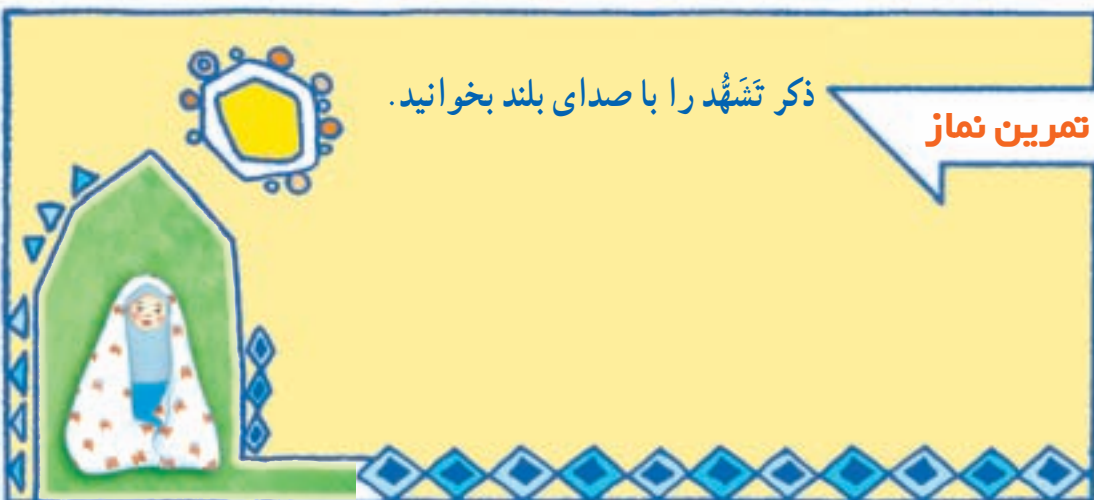 تمرین نماز
ذکر تَشَهُّد را با صدای بلند بخوانید.